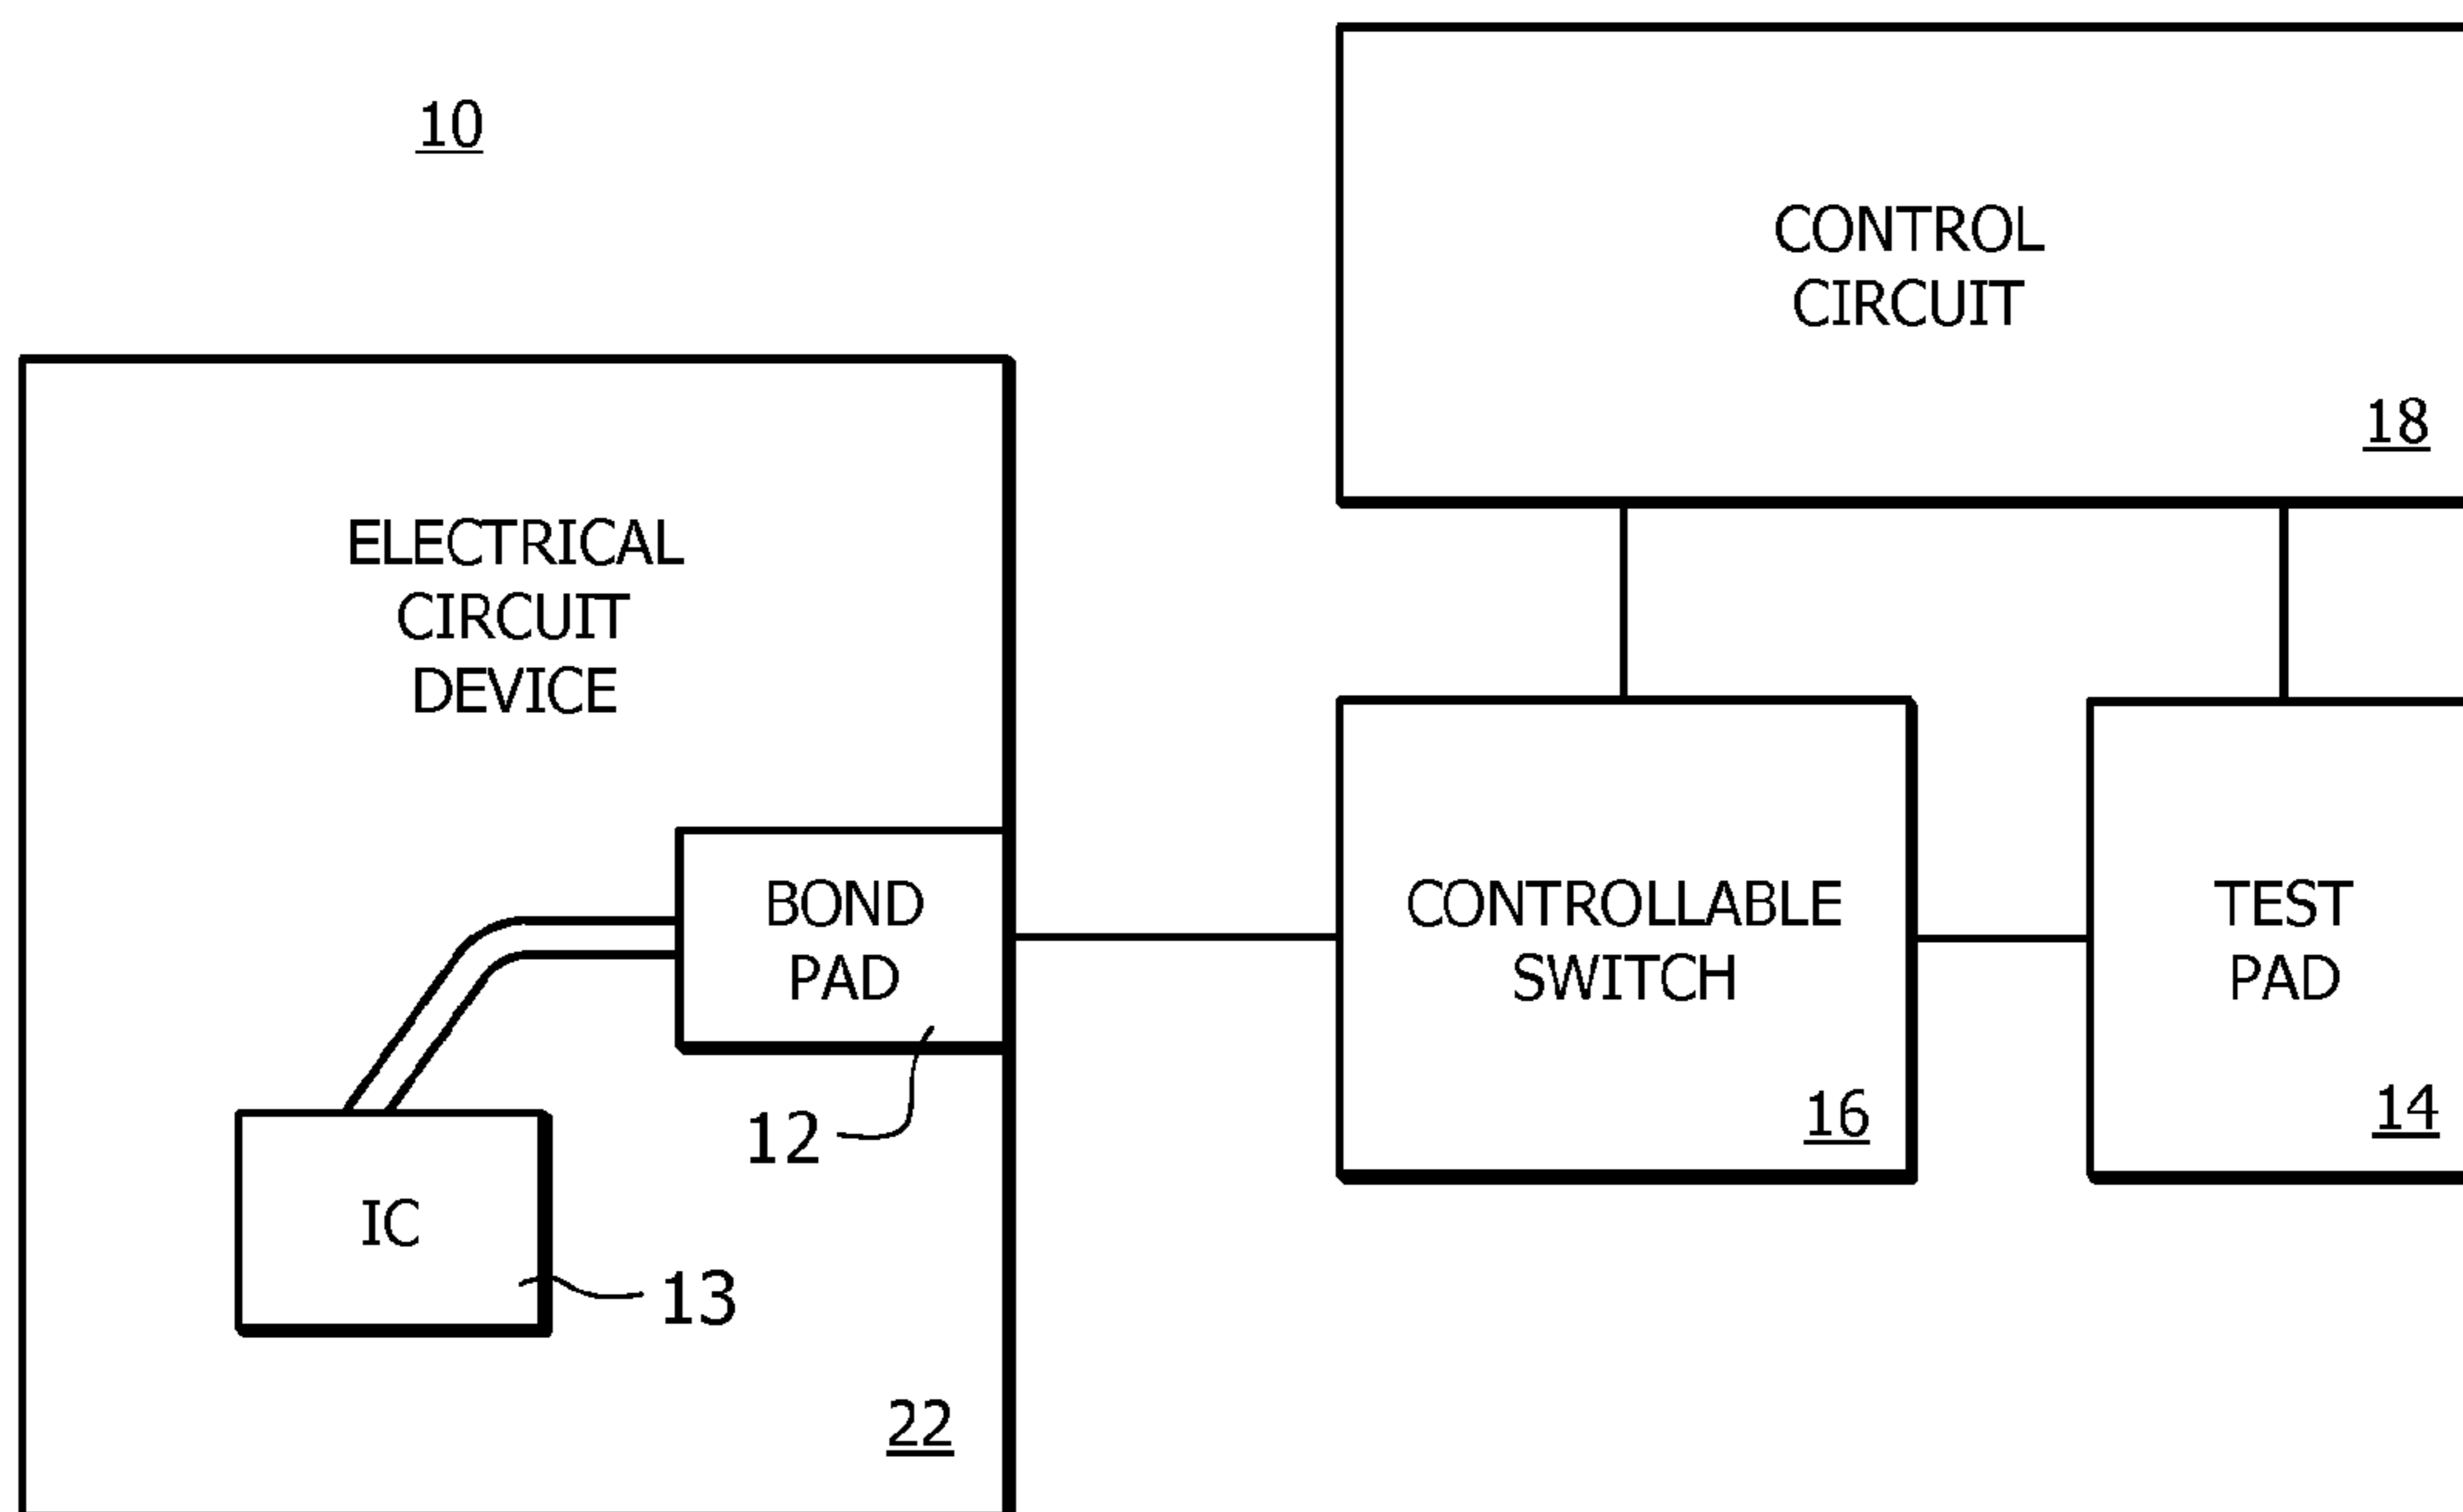 10
CONTROL
CIRCUIT
18
ELECTRICAL
CIRCUIT
DEVICE
BOND
PAD
12
IC
13
22
CONTROLLABLE
SWITCH
16
TEST
PAD
14